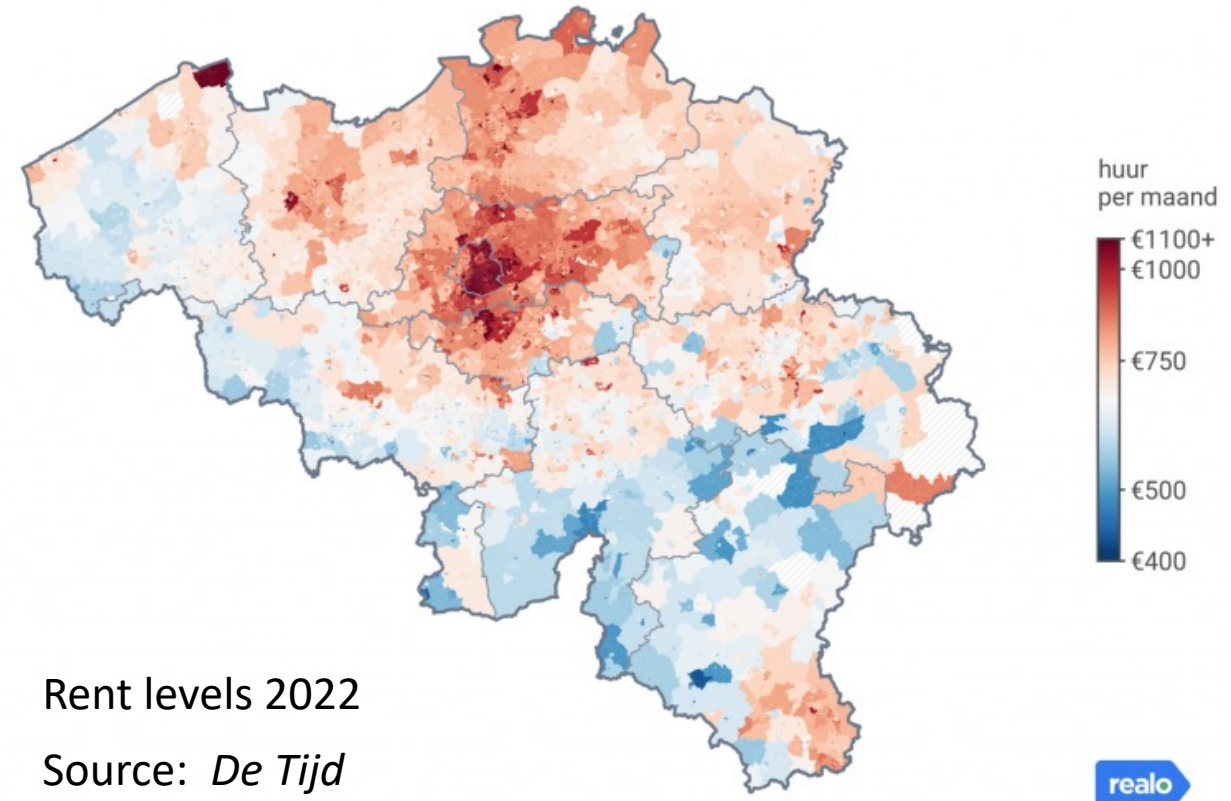 huur
per maand
€1100+
€1000
€750
€500
€400
Rent levels 2022
Source: De Tijd
realo